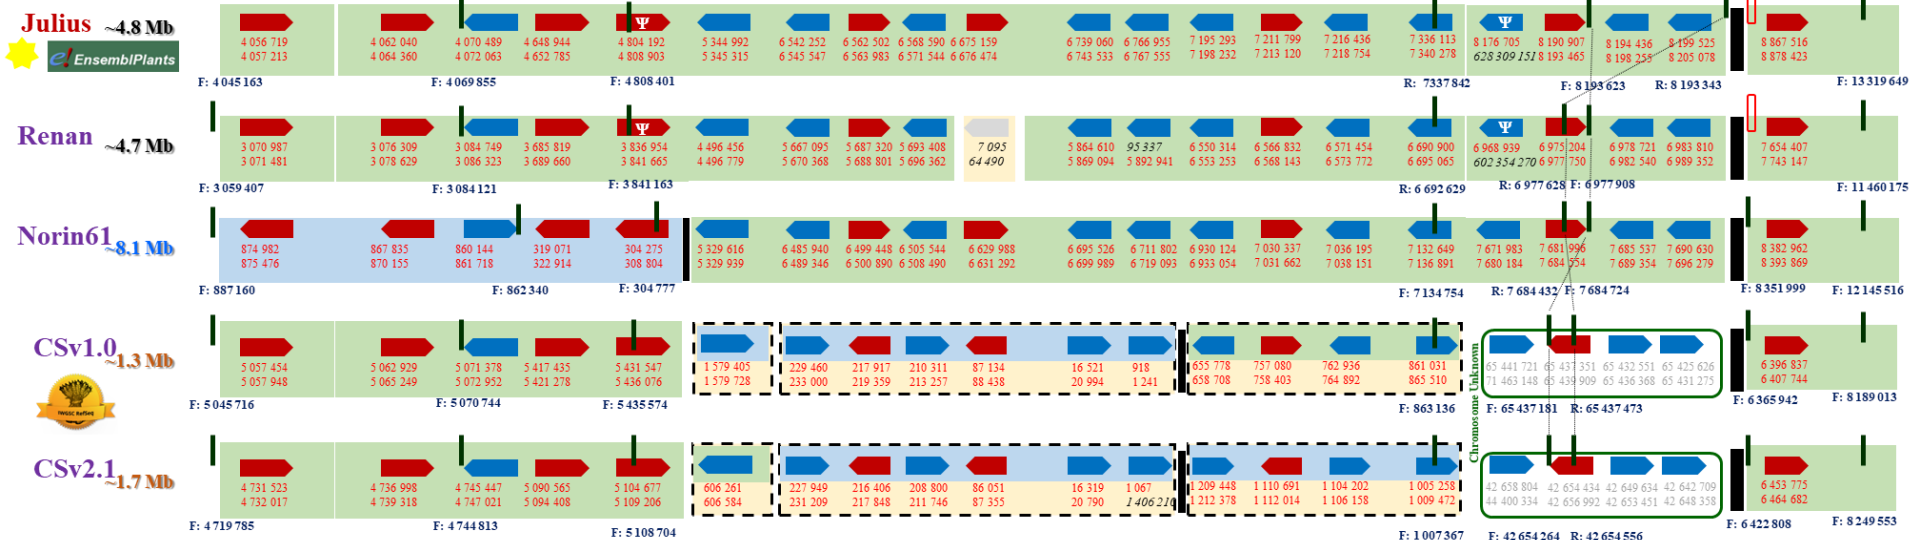 Julius ~4.8 Mb
Ψ Ψ
4 056 719 4 062 040 4 070 489 4 648 944 4 804 192 5 344 992 6 542 252 6 562 502 6 568 590 6 675 159 6 739 060 6 766 955 7 195 293 7 211 799 7 216 436 7 336 113 8 176 705 8 190 907 8 194 436 8 199 525 8 867 516
4 057 213 4 064 360 4 072 063 4 652 785 4 808 903 5 345 315 6 545 547 6 563 983 6 571 544 6 676 474 6 743 533 6 767 555 7 198 232 7 213 120 7 218 754 7 340 278 628 309 151 8 193 465 8 198 255 8 205 078 8 878 423
e! EnsemblPlants
F: 4 045 163 F: 4 069 855 F: 4 808 401 R: 7337 842 F: 8 193 623 R: 8 193 343 F: 13 319 649
Renan ~4.7 Mb
Ψ Ψ
3 070 987 3 076 309 3 084 749 3 685 819 3 836 954 4 496 456 5 667 095 5 687 320 5 693 408 7 095 5 864 610 95 337 6 550 314 6 566 832 6 571 454 6 690 900 6 968 939 6 975 204 6 978 721 6 983 810 7 654 407
3 071 481 3 078 629 3 086 323 3 689 660 3 841 665 4 496 779 5 670 368 5 688 801 5 696 362 64 490 5 869 094 5 892 941 6 553 253 6 568 143 6 573 772 6 695 065 602 354 270 6 977 750 6 982 540 6 989 352 7 743 147
F: 3 059 407 F: 3 084 121 F: 3 841 163 R: 6 692 629 R: 6 977 628 F: 6 977 908 F: 11 460 175
Norin61 ~8.1 Mb
874 982 867 835 860 144 319 071 304 275 5 329 616 6 485 940 6 499 448 6 505 544 6 629 988 6 695 526 6 711 802 6 930 124 7 030 337 7 036 195 7 132 649 7 671 983 7 681 996 7 685 537 7 690 630 8 382 962
875 476 870 155 861 718 322 914 308 804 5 329 939 6 489 346 6 500 890 6 508 490 6 631 292 6 699 989 6 719 093 6 933 054 7 031 662 7 038 151 7 136 891 7 680 184 7 684 554 7 689 354 7 696 279 8 393 869
F: 887 160 F: 862 340 F: 304 777 F: 7 134 754 R: 7 684 432 F: 7 684 724 F: 8 351 999 F: 12 145 516
CSv1.0 ~1.3 Mb
5 057 454 5 062 929 5 071 378 5 417 435 5 431 547 1 579 405 229 460 217 917 210 311 87 134 16 521 918 655 778 757 080 762 936 861 031 65 441 721 65 437 351 65 432 551 65 425 626 6 396 837
5 057 948 5 065 249 5 072 952 5 421 278 5 436 076 1 579 728 233 000 219 359 213 257 88 438 20 994 1 241 658 708 758 403 764 892 865 510 71 463 148 65 439 909 65 436 368 65 431 275 6 407 744
IWGSC RefSeq
F: 5 045 716 F: 5 070 744 F: 5 435 574 F: 863 136 F: 65 437 181 R: 65 437 473 F: 6 365 942 F: 8 189 013
Chromosome Unknown
CSv2.1 ~1.7 Mb
4 731 523 4 736 998 4 745 447 5 090 565 5 104 677 606 261 227 949 216 406 208 800 86 051 16 319 1 067 1 209 448 1 110 691 1 104 202 1 005 258 42 658 804 42 654 434 42 649 634 42 642 709 6 453 775
4 732 017 4 739 318 4 747 021 5 094 408 5 109 206 606 584 231 209 217 848 211 746 87 355 20 790 1 406 216 1 212 378 1 112 014 1 106 158 1 009 472 44 400 334 42 656 992 42 653 451 42 648 358 6 464 682
F: 4 719 785 F: 4 744 813 F: 5 108 704 F: 1 007 367 F: 42 654 264 R: 42 654 556 F: 6 422 808 F: 8 249 553